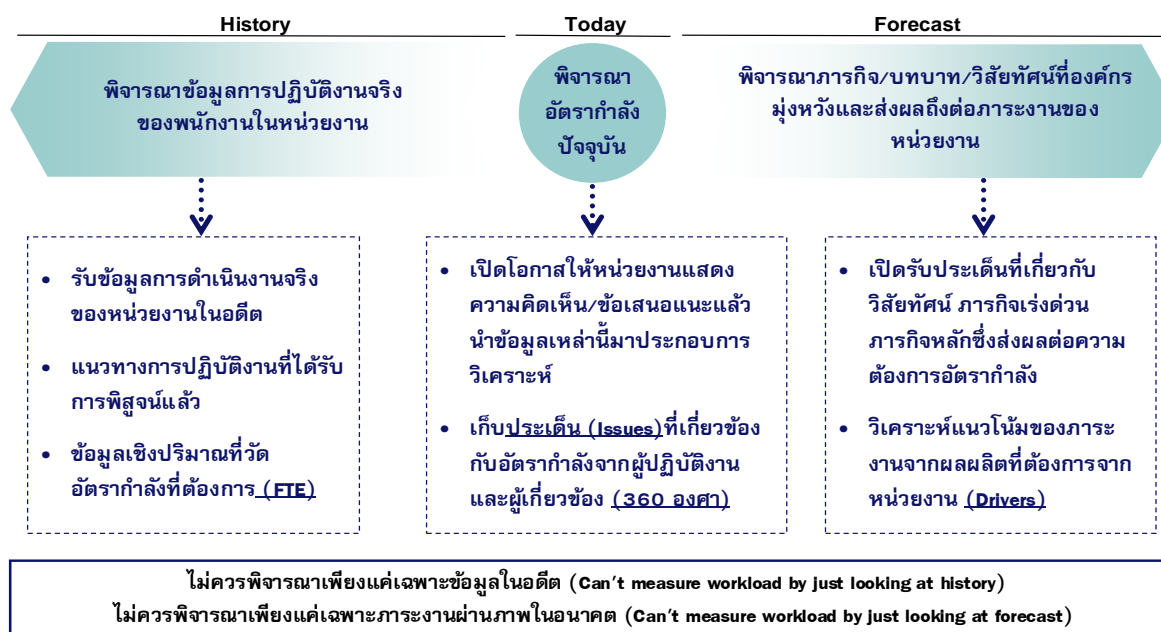 History
Today
Forecast
พิจารณาข้อมูลการปฏิบัติงานจริง
ของพนักงานในหน่วยงาน
พิจารณา
อัตรากำลัง
ปัจจุบัน
พิจารณาภารกิจ/บทบาท/วิสัยทัศน์ที่องค์กร
มุ่งหวังและส่งผลถึงต่อภาระงานของ
หน่วยงาน
• รับข้อมูลการดำเนินงานจริง
ของหน่วยงานในอดีต
• แนวทางการปฏิบัติงานที่ได้รับ
การพิสูจน์แล้ว
• ข้อมูลเชิงปริมาณที่วัด
อัตรากำลังที่ต้องการ (FTE)
• เปิดโอกาสให้หน่วยงานแสดง
ความคิดเห็น/ข้อเสนอแนะแล้ว
นำข้อมูลเหล่านี้มาประกอบการ
วิเคราะห์
• เก็บประเด็น (Issues)ที่เกี่ยวข้อง
กับอัตรากำลังจากผู้ปฏิบัติงาน
และผู้เกี่ยวข้อง (360 องศา)
• เปิดรับประเด็นที่เกี่ยวกับ
วิสัยทัศน์ ภารกิจเร่งด่วน
ภารกิจหลักซึ่งส่งผลต่อความ
ต้องการอัตรากำลัง
• วิเคราะห์แนวโน้มของภาระ
งานจากผลผลิตที่ต้องการจาก
หน่วยงาน (Drivers)
ไม่ควรพิจารณาเพียงแค่เฉพาะข้อมูลในอดีต (Can't measure workload by just looking at history)
ไม่ควรพิจารณาเพียงแค่เฉพาะภาระงานผ่านภาพในอนาคต (Can't measure workload by just looking at forecast)